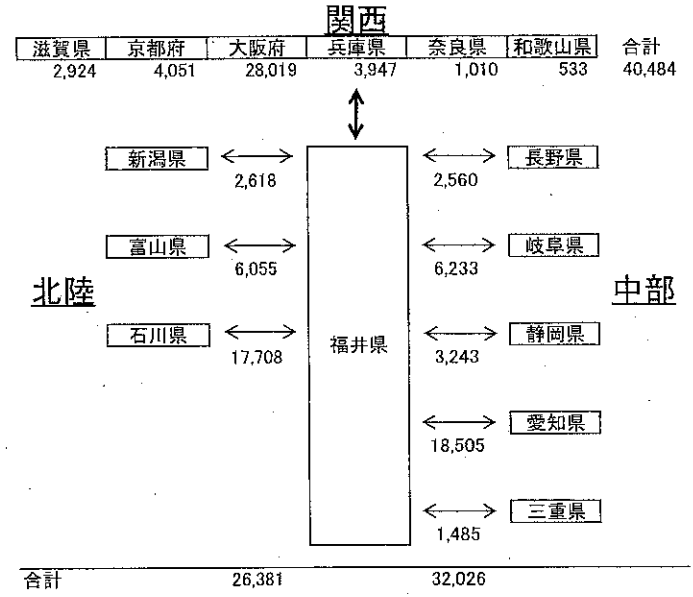 関西
滋賀県 京都府 大阪府 兵庫県 奈良県 和歌山県 合計
2,924 4,051 28,019 3,947 1,010 533 40,484
新潟県 長野県
2,618 2,560
富山県 岐阜県
6,055 6,233
北陸 中部
石川県 福井県 静岡県
17,708 3,243
愛知県
18,505
三重県
1,485
合計 26,381 32,026